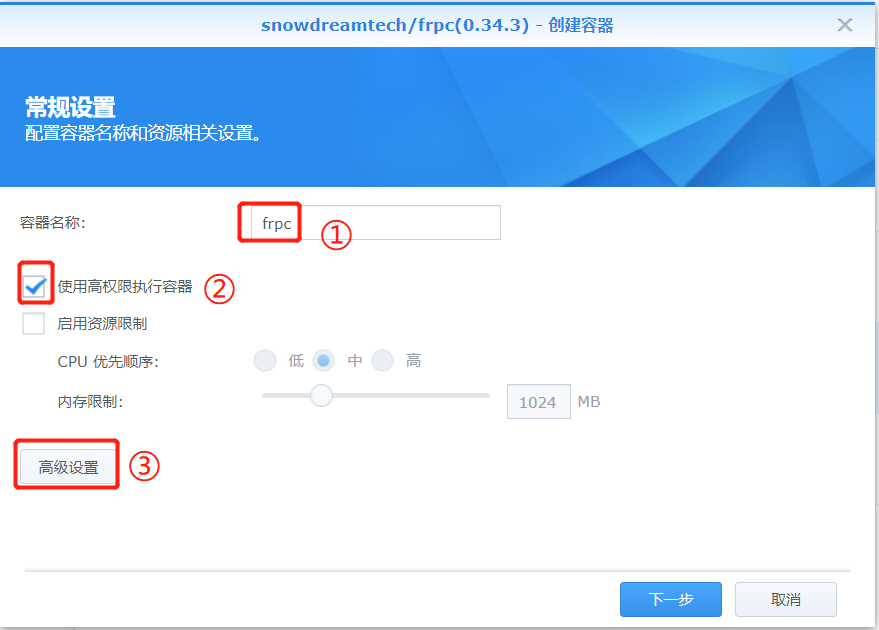 snowdreamtech/frpc(0.34.3) - 创建容器
常规设置
配置容器名称和资源相关设置。
容器名称: frpc ①
使用高权限执行容器 ②
启用资源限制
CPU 优先顺序: 低 中 高
内存限制: 1024 MB
高级设置 ③
下一步 取消